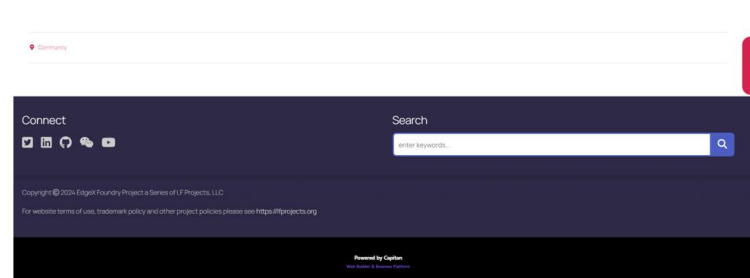 Community
Connect
Search
enter keywords...
Copyright © 2024 EdgeX Foundry Project a Series of LF Projects, LLC
For website terms of use, trademark policy and other project policies please see https://lfprojects.org
Powered by Capitan
Web Builder & Business Platform